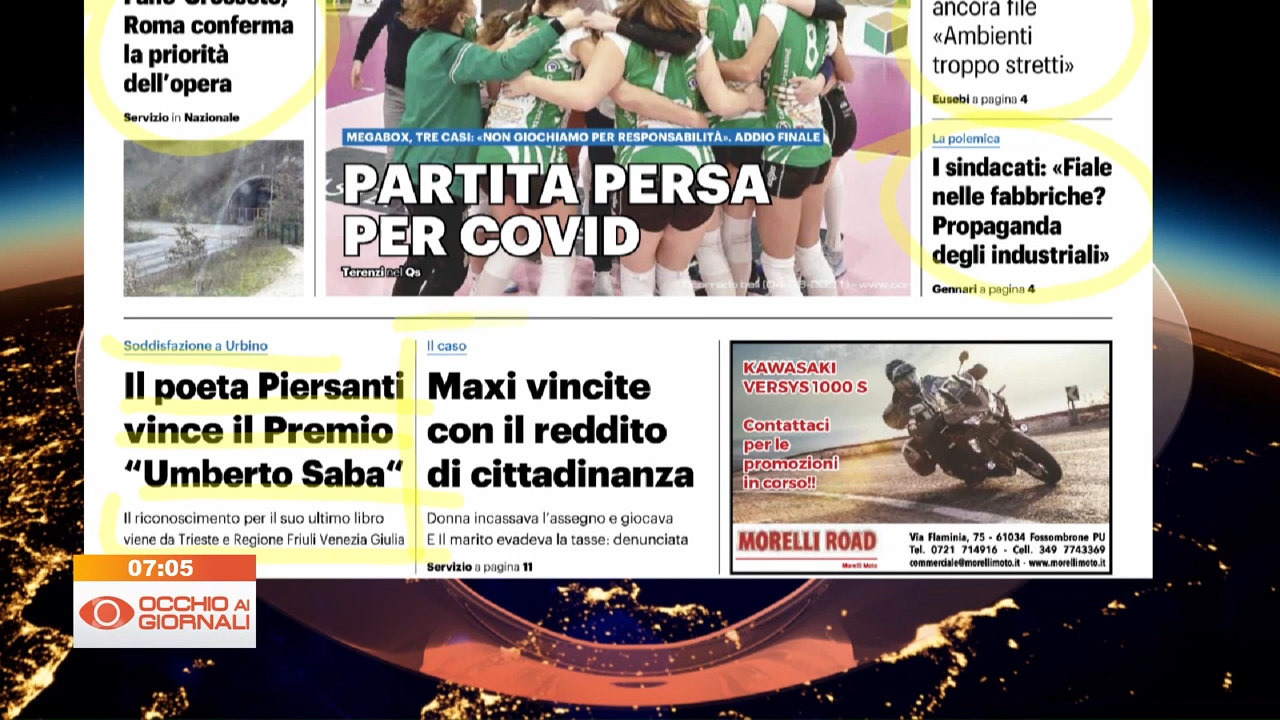 Fano-Grosseto,
Roma conferma
la priorità
dell'opera
Servizio in Nazionale
MEGABOX, TRE CASI: «NON GIOCHIAMO PER RESPONSABILITÀ». ADDIO FINALE
PARTITA PERSA
PER COVID
Terenzi nel Qs
ancora file
«Ambienti
troppo stretti»
Eusebi a pagina 4
La polemica
I sindacati: «Fiale
nelle fabbriche?
Propaganda
degli industriali»
Gennari a pagina 4
Soddisfazione a Urbino
Il poeta Piersanti
vince il Premio
“Umberto Saba“
Il riconoscimento per il suo ultimo libro
viene da Trieste e Regione Friuli Venezia Giulia
Il caso
Maxi vincite
con il reddito
di cittadinanza
Donna incassava l'assegno e giocava
E Il marito evadeva la tasse: denunciata
Servizio a pagina 11
KAWASAKI
VERSYS 1000 S
Contattaci
per le
promozioni
in corso!!
MORELLI ROAD
Morelli Moto
Via Flaminia, 75 - 61034 Fossombrone PU
Tel. 0721 714916 - Cell. 349 7743369
commerciale@morellimoto.it - www.morellimoto.it
07:05
OCCHIO AI
GIORNALI